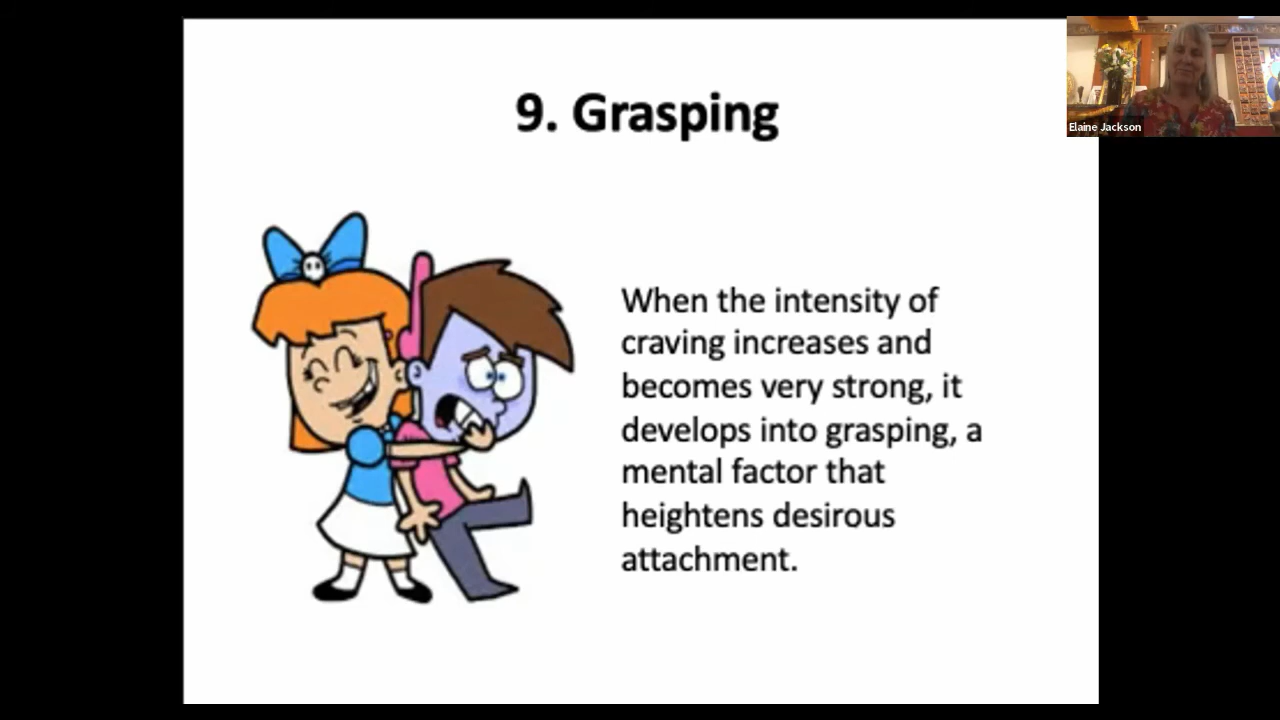 9. Grasping
Elaine Jackson
When the intensity of
craving increases and
becomes very strong, it
develops into grasping, a
mental factor that
heightens desirous
attachment.